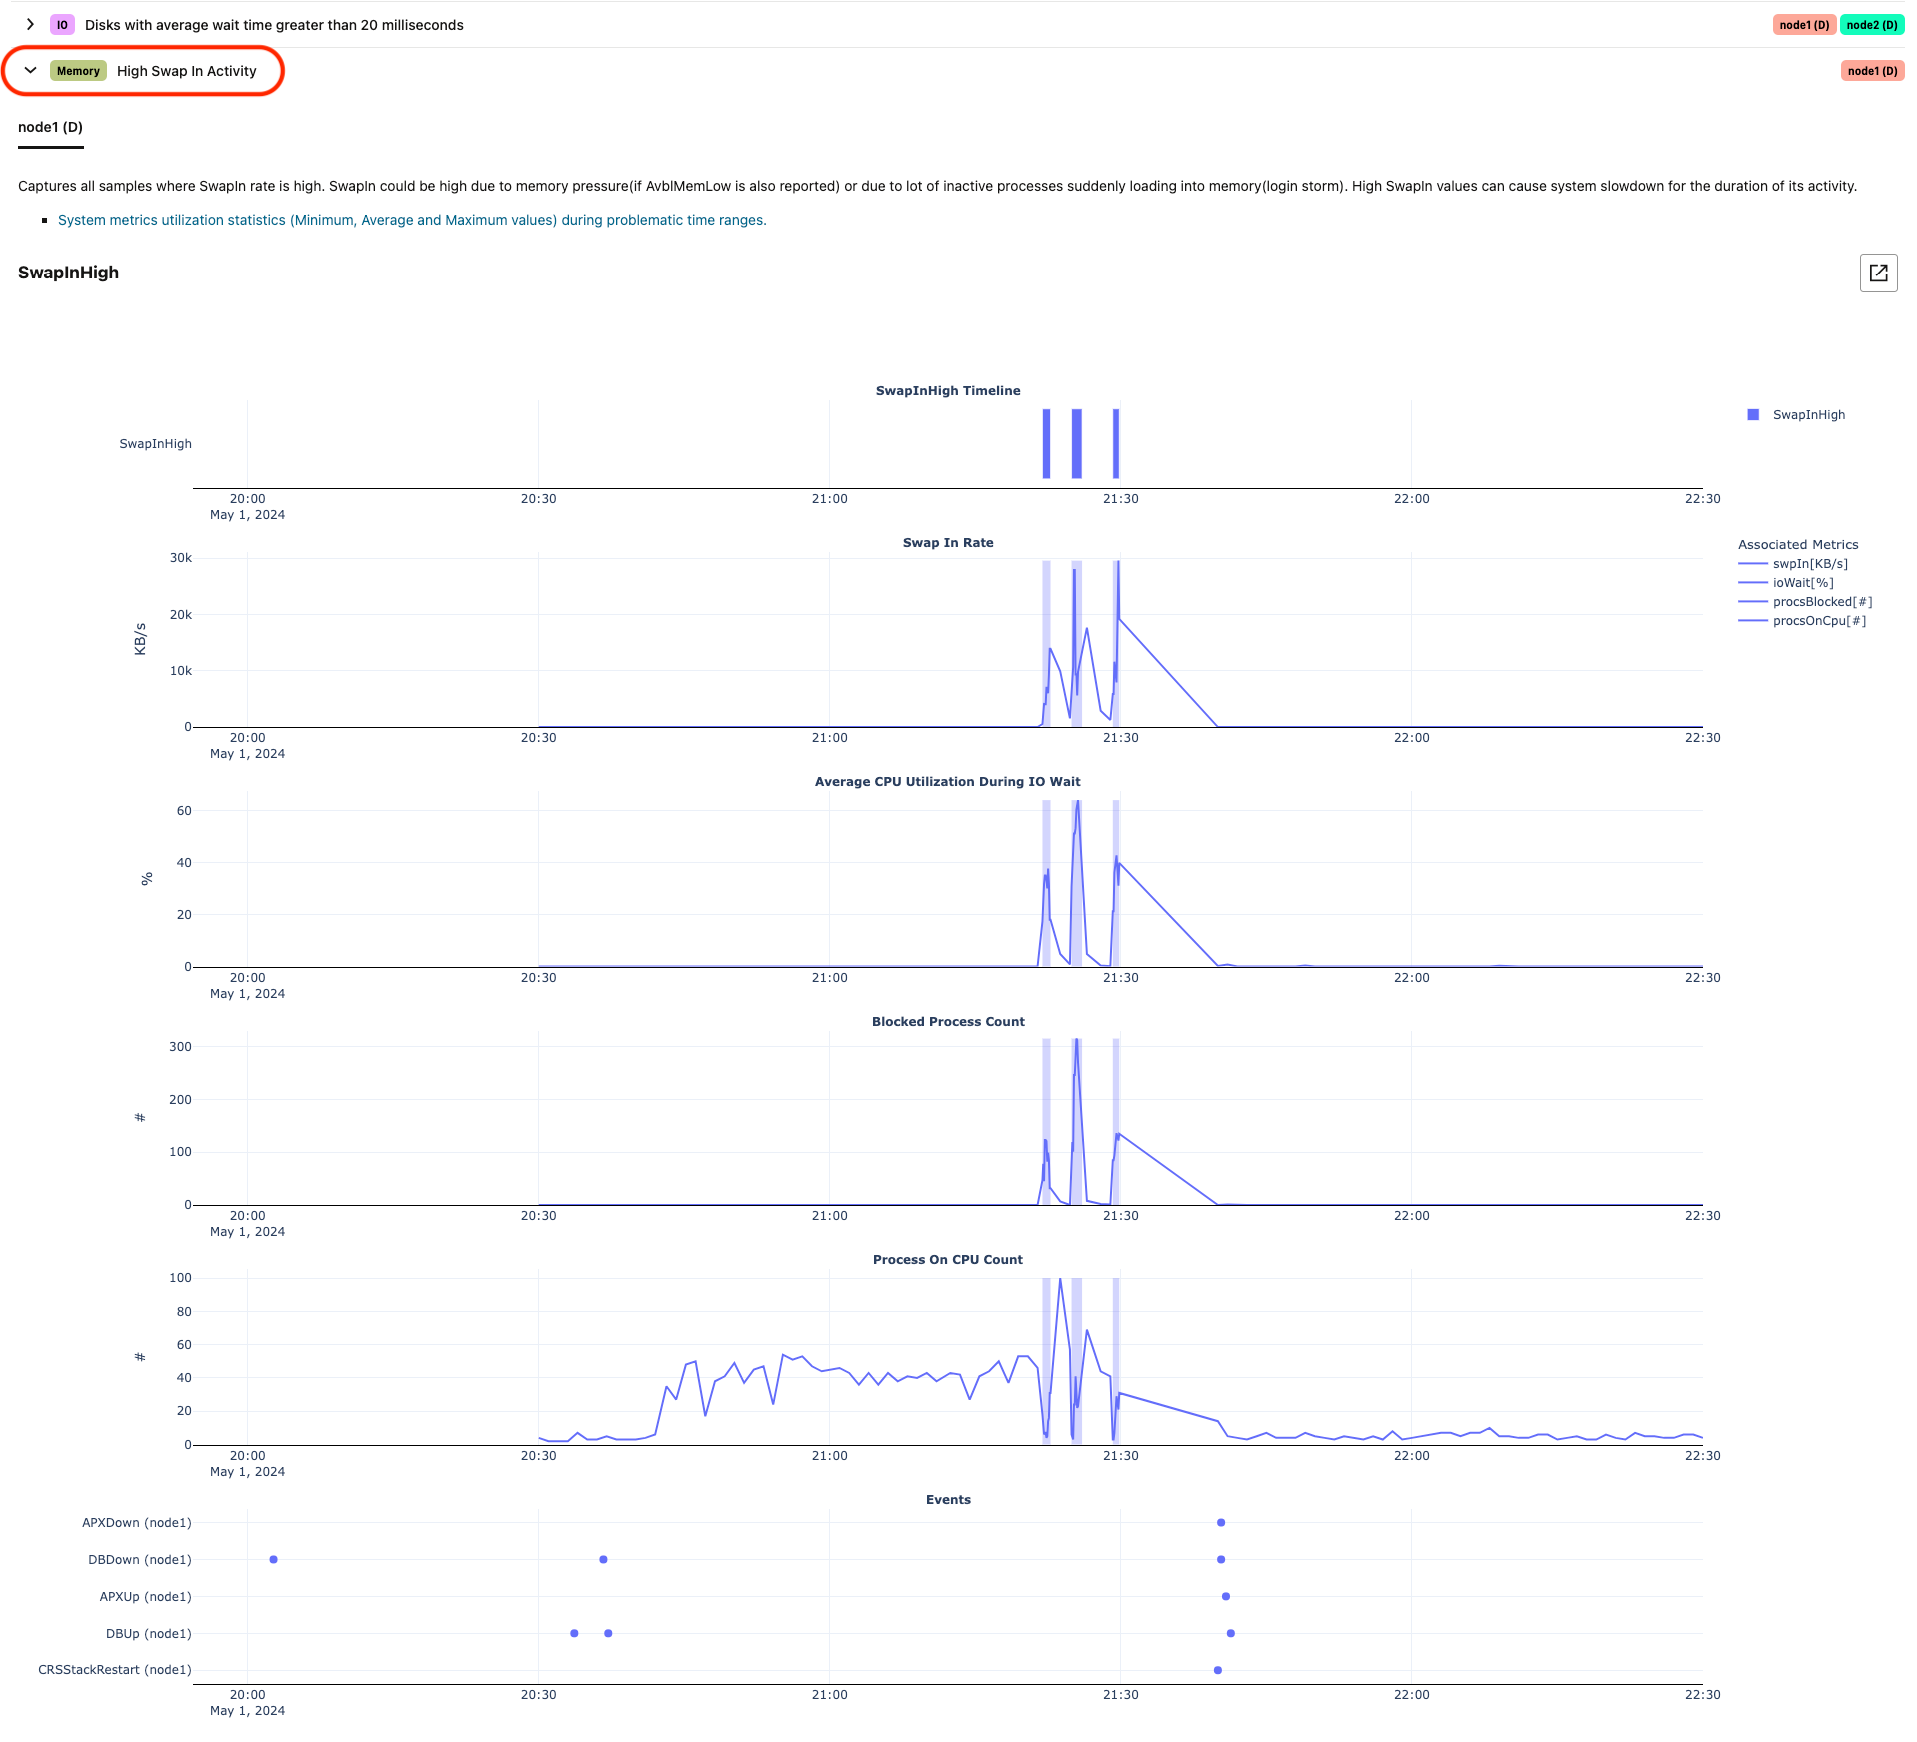 IO Disks with average wait time greater than 20 milliseconds node1 (D) node2 (D)
Memory High Swap In Activity node1 (D)
node1 (D)
Captures all samples where SwapIn rate is high. SwapIn could be high due to memory pressure(if AvblMemLow is also reported) or due to lot of inactive processes suddenly loading into memory(login storm). High SwapIn values can cause system slowdown for the duration of its activity.
System metrics utilization statistics (Minimum, Average and Maximum values) during problematic time ranges.
SwapInHigh
SwapInHigh Timeline
SwapInHigh
SwapInHigh
20:00 20:30 21:00 21:30 22:00 22:30
May 1, 2024
Swap In Rate
30k
20k
10k
0
KB/s
Associated Metrics
swpIn[KB/s]
ioWait[%]
procsBlocked[#]
procsOnCpu[#]
20:00 20:30 21:00 21:30 22:00 22:30
May 1, 2024
Average CPU Utilization During IO Wait
60
40
20
0
%
20:00 20:30 21:00 21:30 22:00 22:30
May 1, 2024
Blocked Process Count
300
200
100
0
#
20:00 20:30 21:00 21:30 22:00 22:30
May 1, 2024
Process On CPU Count
100
80
60
40
20
0
#
20:00 20:30 21:00 21:30 22:00 22:30
May 1, 2024
Events
APXDown (node1)
DBDown (node1)
APXUp (node1)
DBUp (node1)
CRSStackRestart (node1)
20:00 20:30 21:00 21:30 22:00 22:30
May 1, 2024